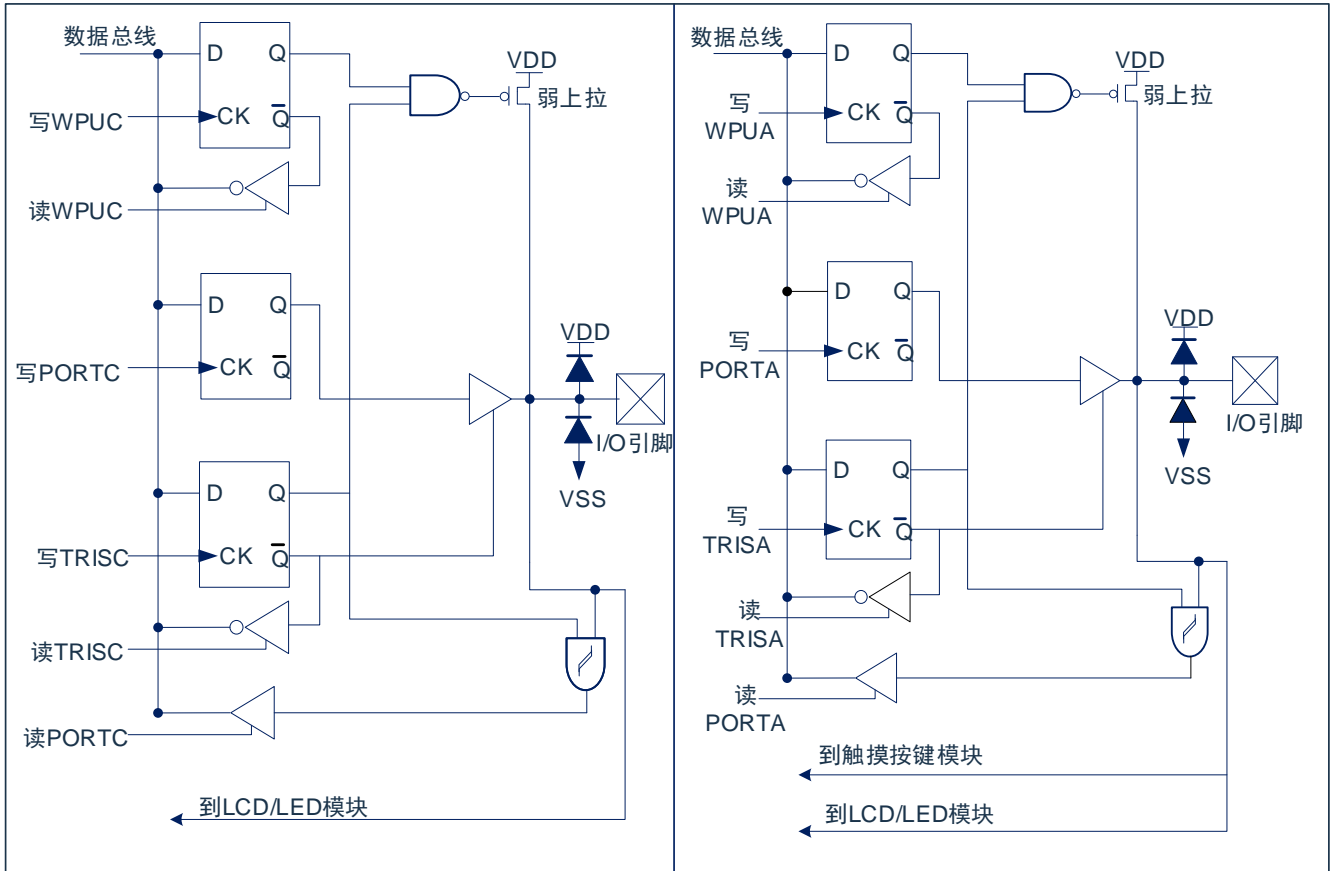 数据总线
D
Q
VDD
弱上拉
写WPUC
CK
Q
读WPUC
D
Q
写PORTC
CK
Q
VDD
I/O引脚
VSS
D
Q
写TRISC
CK
Q
读TRISC
读PORTC
到LCD/LED模块
数据总线
D
Q
VDD
弱上拉
写
WPUA
CK
Q
读
WPUA
D
Q
写
PORTA
CK
Q
VDD
I/O引脚
VSS
D
Q
写
TRISA
CK
Q
读
TRISA
读
PORTA
到触摸按键模块
到LCD/LED模块